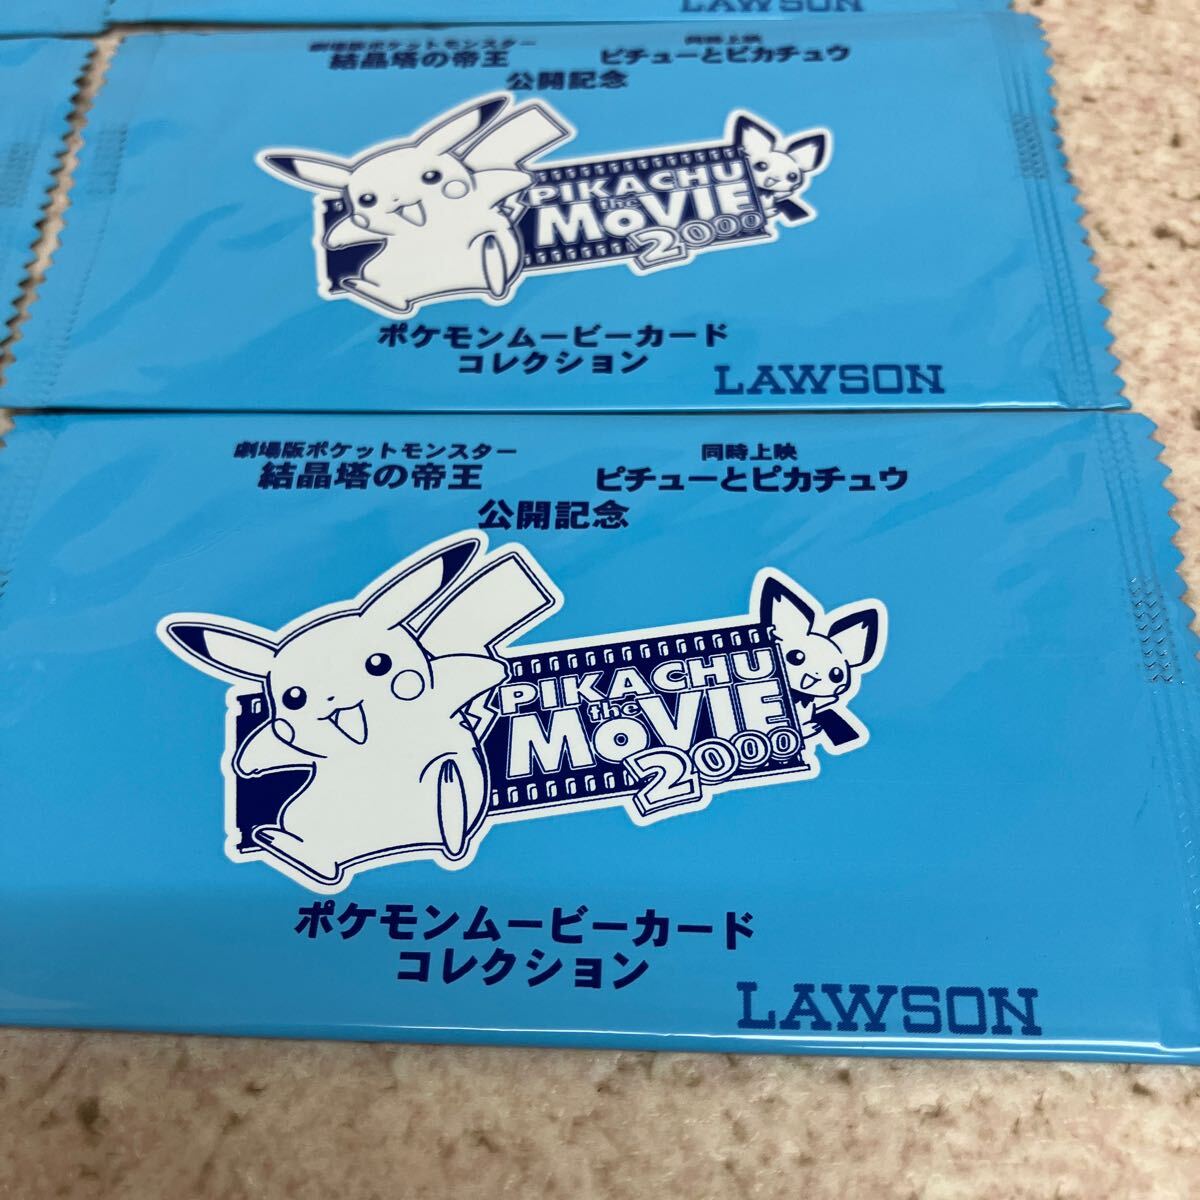 LAWSON
劇場版ポケットモンスター
結晶塔の帝王
同時上映
ピチューとピカチュウ
公開記念
PIKACHU
the
MOVIE
2000
ポケモンムービーカード
コレクション
LAWSON
劇場版ポケットモンスター
結晶塔の帝王
同時上映
ピチューとピカチュウ
公開記念
PIKACHU
the
MOVIE
2000
ポケモンムービーカード
コレクション
LAWSON